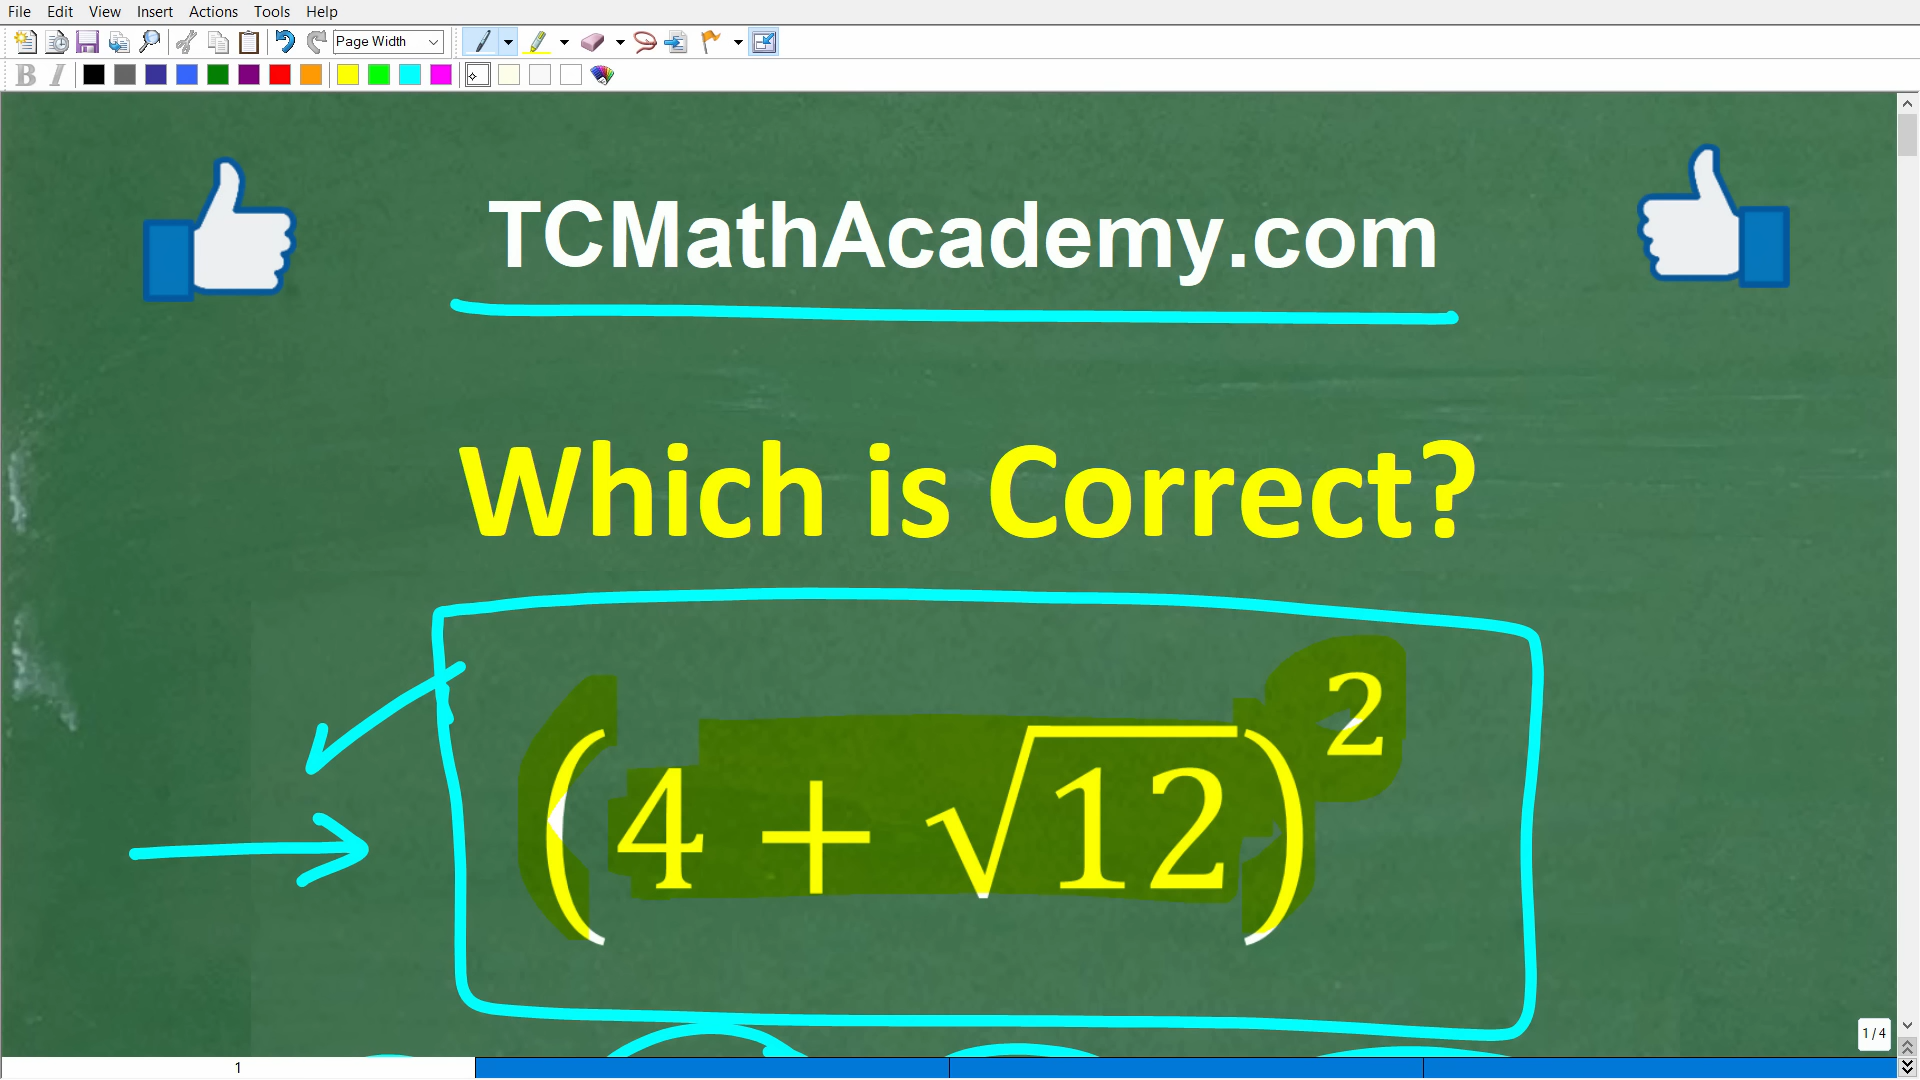 File Edit View Insert Actions Tools Help
Page Width
B I
TCMathAcademy.com
Which is Correct?
(4 + √12)²
1 / 4
1